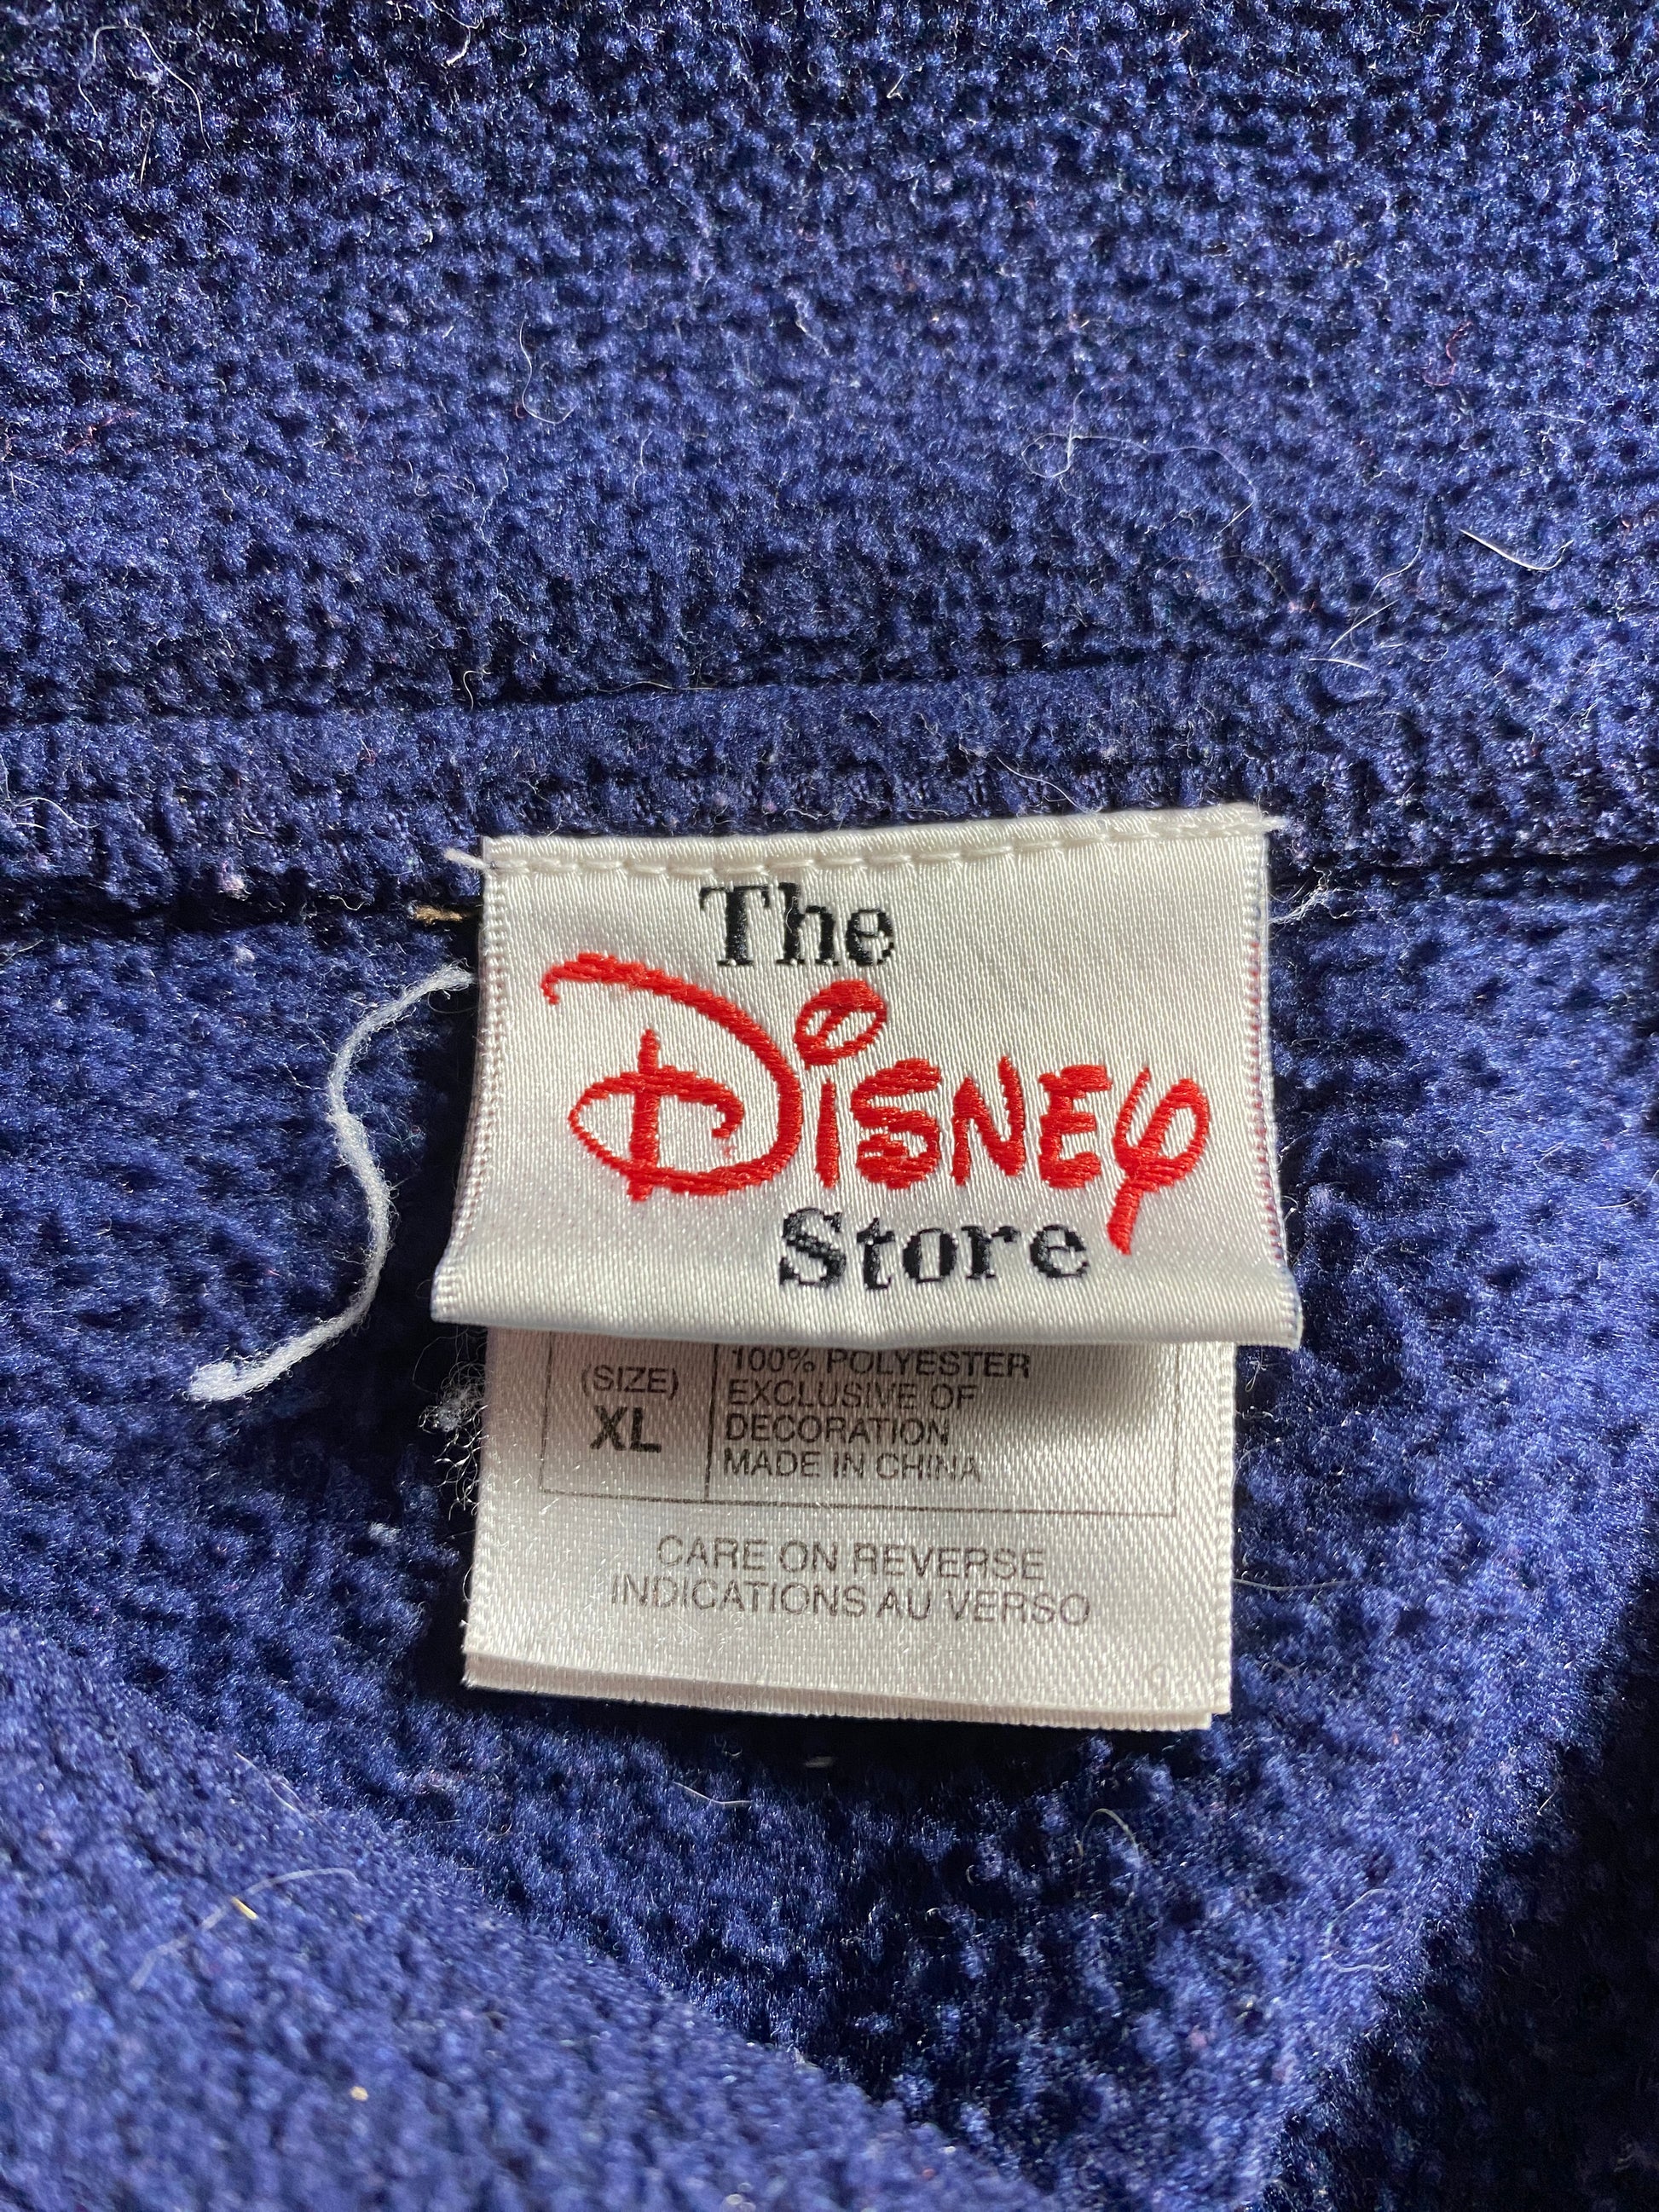 The
Disney
Store
(SIZE)
XL
100% POLYESTER
EXCLUSIVE OF
DECORATION
MADE IN CHINA
CARE ON REVERSE
INDICATIONS AU VERSO